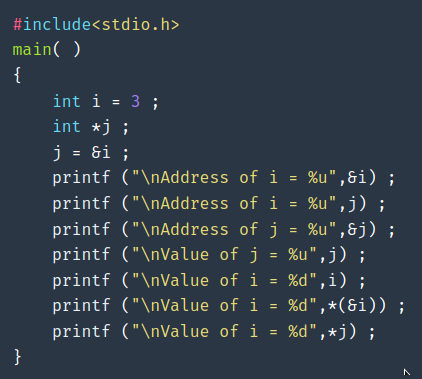 #include<stdio.h>
main( )
{
    int i = 3 ;
    int *j ;
    j = &i ;
    printf ("\nAddress of i = %u",&i) ;
    printf ("\nAddress of i = %u",j) ;
    printf ("\nAddress of j = %u",&j) ;
    printf ("\nValue of j = %u",j) ;
    printf ("\nValue of i = %d",i) ;
    printf ("\nValue of i = %d",*(&i)) ;
    printf ("\nValue of i = %d",*j) ;
}